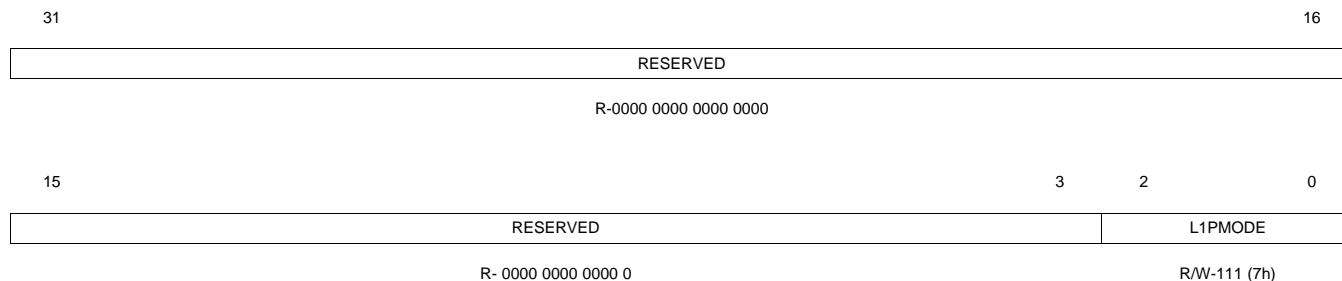 31 16
RESERVED
R-0000 0000 0000 0000
15 3 2 0
RESERVED L1PMODE
R- 0000 0000 0000 0 R/W-111 (7h)